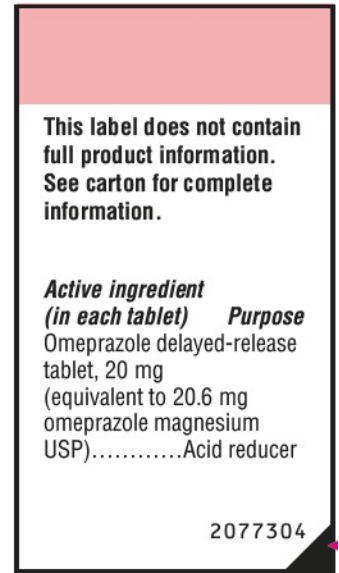 This label does not contain
full product information.
See carton for complete
information.
Active ingredient
(in each tablet) Purpose
Omeprazole delayed-release
tablet, 20 mg
(equivalent to 20.6 mg
omeprazole magnesium
USP)............Acid reducer
2077304